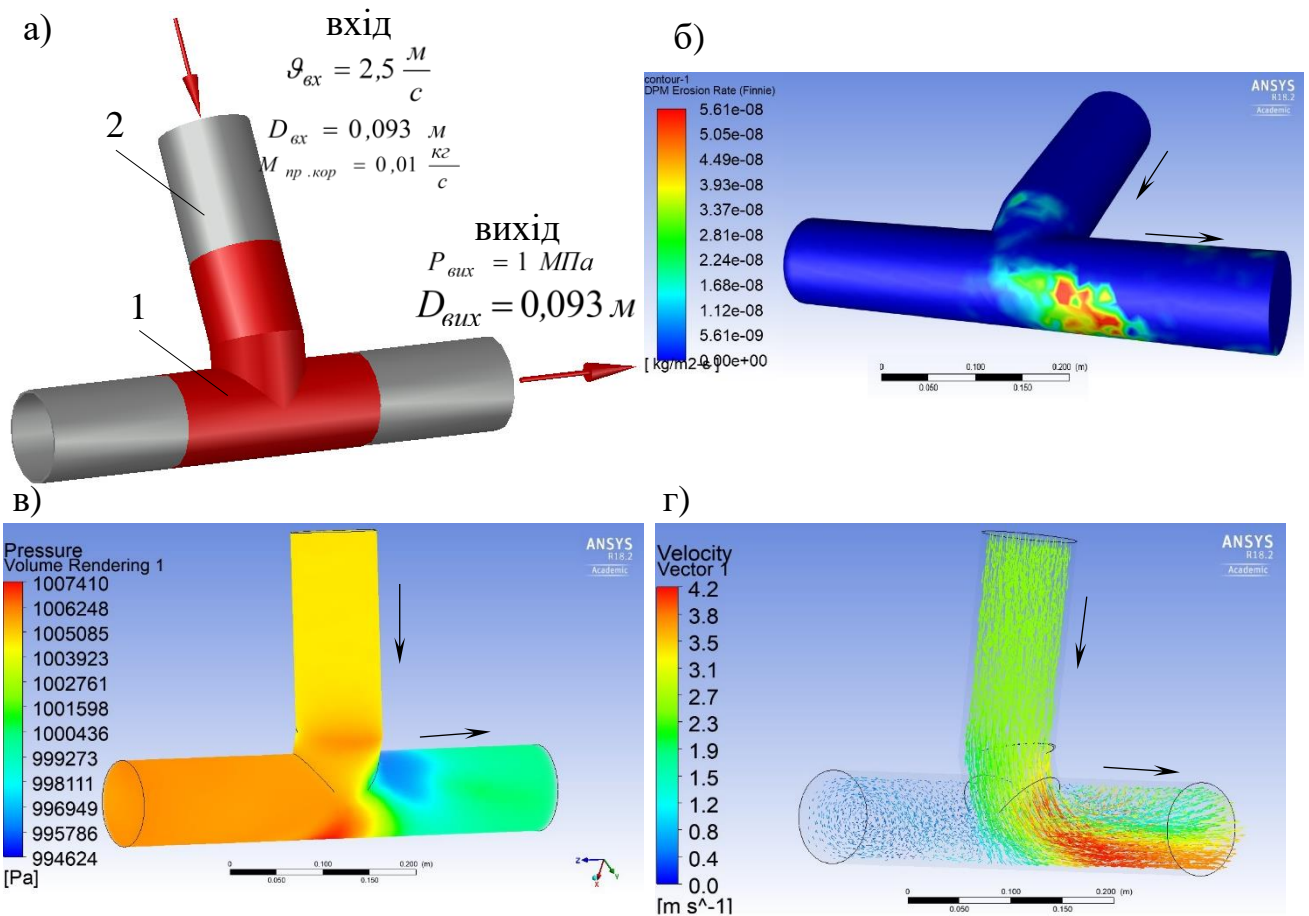 а)
вхід
𝜗вх = 2,5 м/с
Dвх = 0,093 м
Mпр.кор = 0,01 кг/с
2
1
вихід
Pвих = 1 МПа
Dвих = 0,093 м
б)
contour-1
DPM Erosion Rate (Finnie)
5.61e-08
5.05e-08
4.49e-08
3.93e-08
3.37e-08
2.81e-08
2.24e-08
1.68e-08
1.12e-08
5.61e-09
0.00e+00
[ kg/m2-s ]
ANSYS
R18.2
Academic
0 0.100 0.200 (m)
0.050 0.150
в)
Pressure
Volume Rendering 1
1007410
1006248
1005085
1003923
1002761
1001598
1000436
999273
998111
996949
995786
994624
[Pa]
ANSYS
R18.2
Academic
0 0.100 0.200 (m)
0.050 0.150
Z
Y
X
г)
Velocity
Vector 1
4.2
3.8
3.5
3.1
2.7
2.3
1.9
1.5
1.2
0.8
0.4
0.0
[m s^-1]
ANSYS
R18.2
Academic
0 0.100 0.200 (m)
0.050 0.150